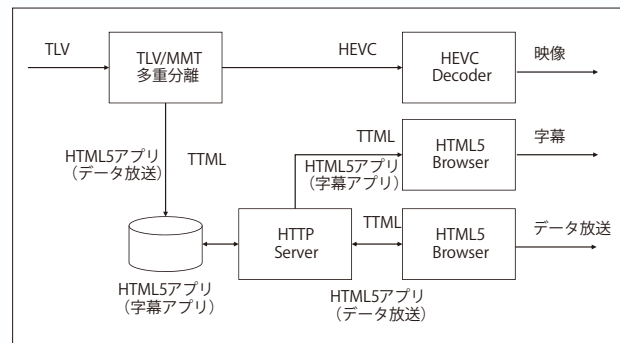 TLV
TLV/MMT
多重分離
HEVC
HEVC
Decoder
映像
HTML5アプリ
（データ放送）
TTML
TTML
HTML5アプリ
（字幕アプリ）
HTML5
Browser
字幕
HTTP
Server
TTML
HTML5
Browser
データ放送
HTML5アプリ
（字幕アプリ）
HTML5アプリ
（データ放送）